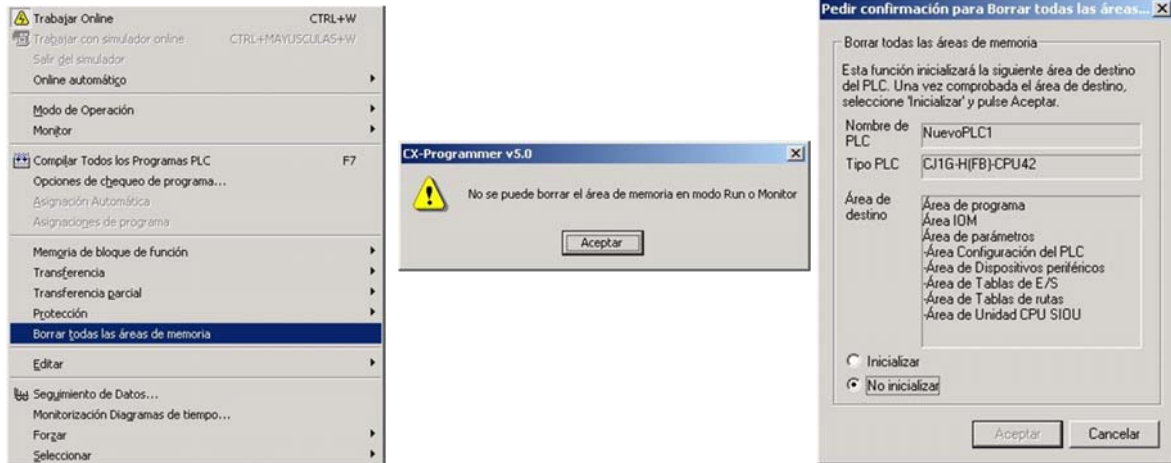 Trabajar Online CTRL+W
Trabajar con simulador online CTRL+MAYUSCULAS+W
Salir del simulador
Online automático
Modo de Operación
Monitor
Compilar Todos los Programas PLC F7
Opciones de chequeo de programa...
Asignación Automática
Asignaciones de programa
Memoria de bloque de función
Transferencia
Transferencia parcial
Protección
Borrar todas las áreas de memoria
Editar
Seguimiento de Datos...
Monitorización Diagramas de tiempo...
Forzar
Seleccionar
CX-Programmer v5.0
No se puede borrar el área de memoria en modo Run o Monitor
Aceptar
Pedir confirmación para Borrar todas las áreas...
Borrar todas las áreas de memoria
Esta función inicializará la siguiente área de destino
del PLC. Una vez comprobada el área de destino,
seleccione 'Inicializar' y pulse Aceptar.
Nombre de
PLC
NuevoPLC1
Tipo PLC
CJ1G-H(FB)-CPU42
Área de
destino
Área de programa
Área IOM
Área de parámetros
-Área Configuración del PLC
-Área de Dispositivos periféricos
-Área de Tablas de E/S
-Área de Tablas de rutas
-Área de Unidad CPU SIOU
Inicializar
No inicializar
Aceptar
Cancelar